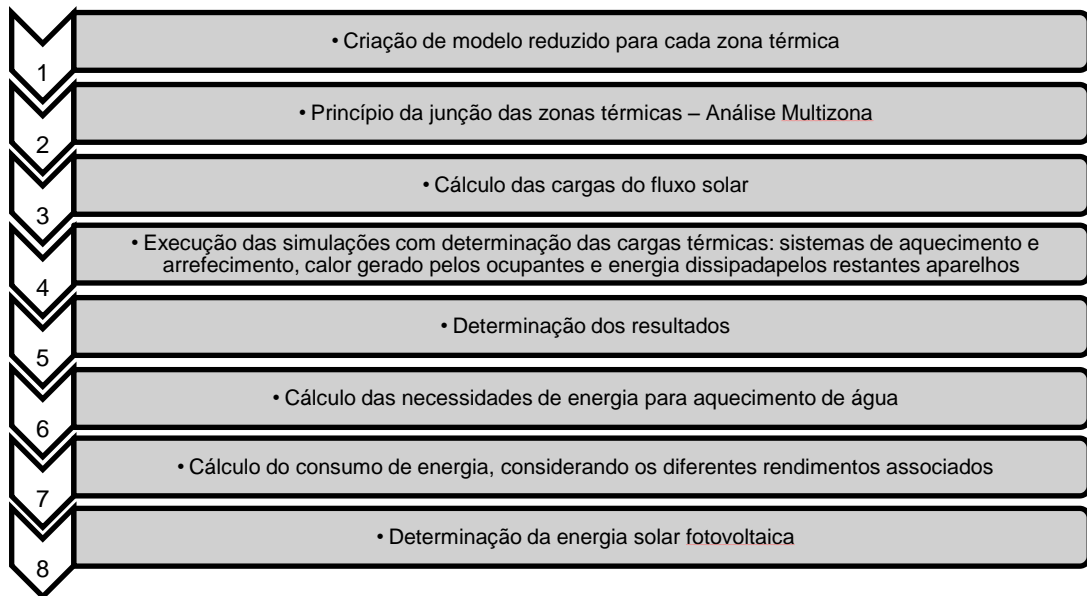 • Criação de modelo reduzido para cada zona térmica
1
• Princípio da junção das zonas térmicas – Análise Multizona
2
• Cálculo das cargas do fluxo solar
3
• Execução das simulações com determinação das cargas térmicas: sistemas de aquecimento e
arrefecimento, calor gerado pelos ocupantes e energia dissipadapelos restantes aparelhos
4
• Determinação dos resultados
5
• Cálculo das necessidades de energia para aquecimento de água
6
• Cálculo do consumo de energia, considerando os diferentes rendimentos associados
7
• Determinação da energia solar fotovoltaica
8